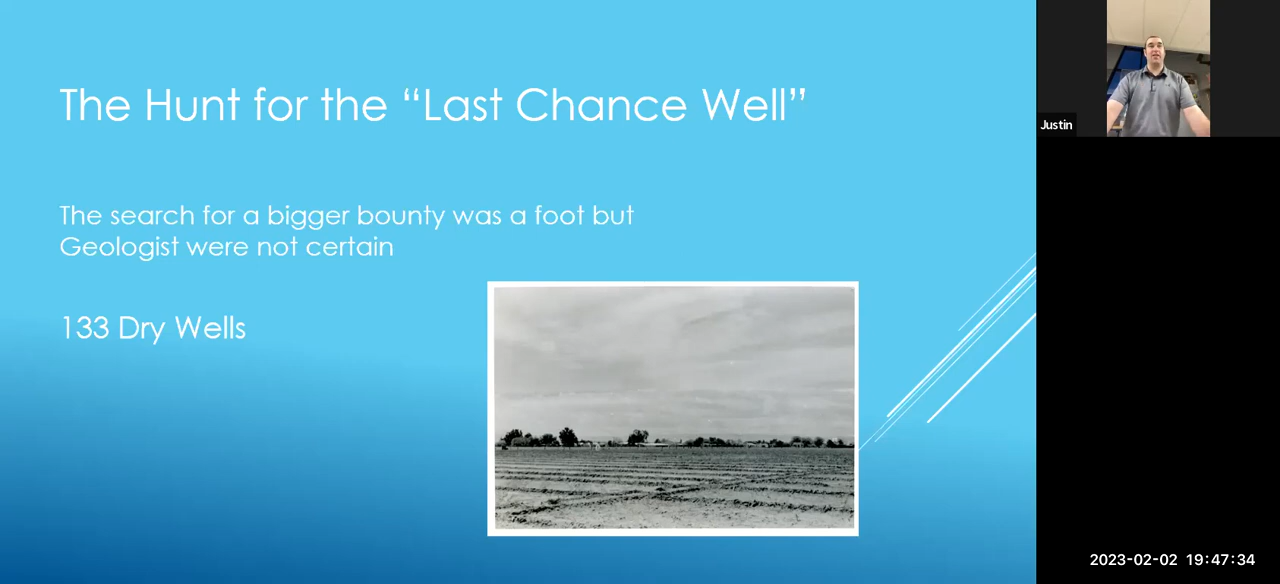 The Hunt for the “Last Chance Well”
The search for a bigger bounty was a foot but
Geologist were not certain
133 Dry Wells
Justin
2023-02-02 19:47:34